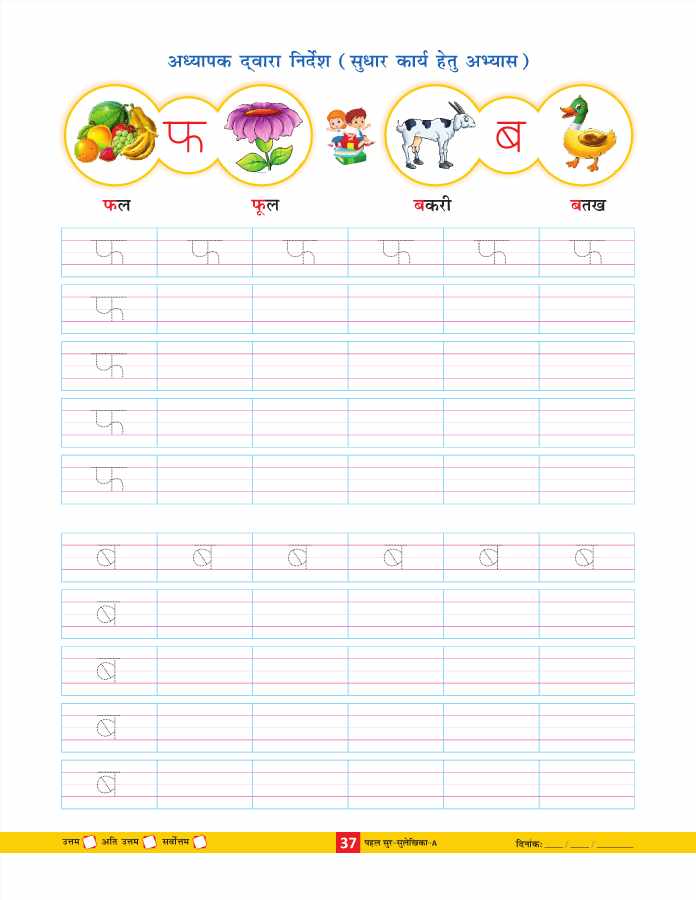 अध्यापक द्वारा निर्देश ( सुधार कार्य हेतु अभ्यास )
फ ब
फल फूल बकरी बतख
फ फ फ फ फ फ
फ
फ
फ
फ
ब ब ब ब ब ब
ब
ब
ब
ब
उत्तम अति उत्तम सर्वोत्तम 37 पहल सुर-सुलेखिका-A दिनांक: ____ / ____ / ________